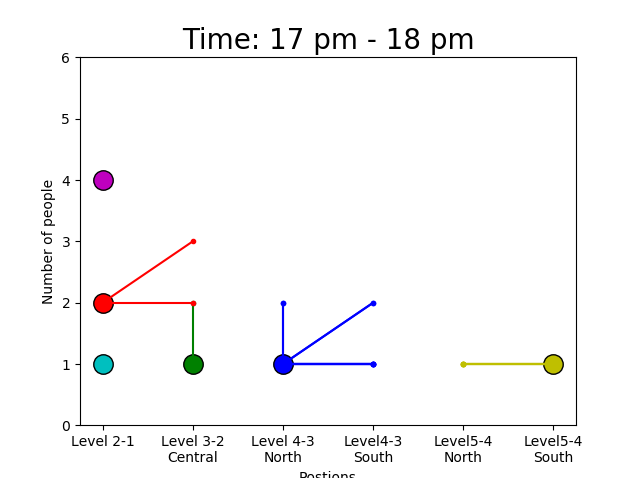 Time: 17 pm - 18 pm
Number of people
6
5
4
3
2
1
0
Level 2-1
Level 3-2
Central
Level 4-3
North
Level4-3
South
Level5-4
North
Level5-4
South
Postions